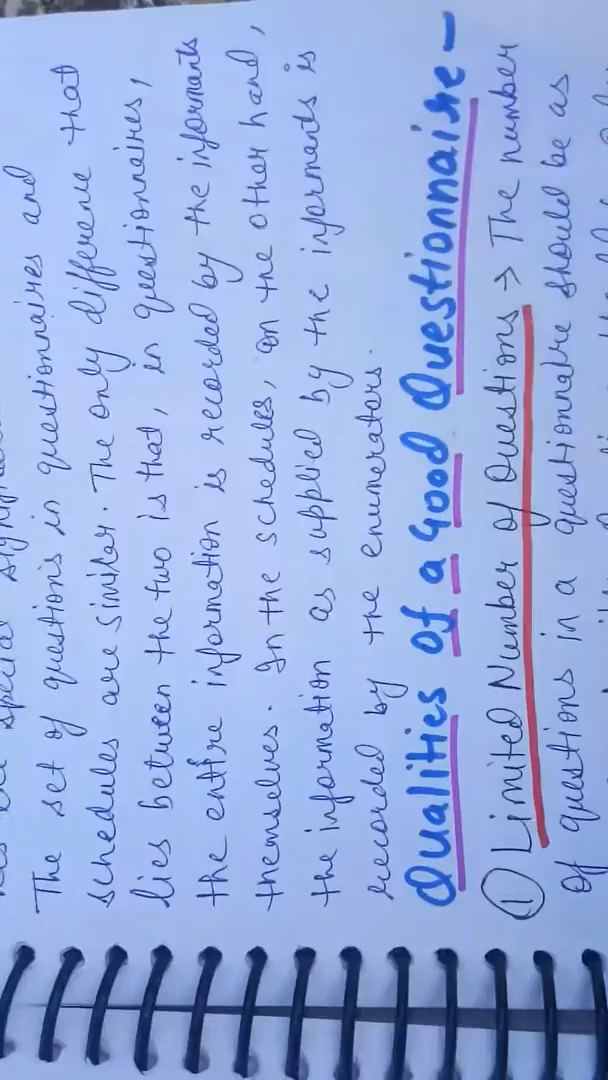 special
The set of questions in questionnaires and
schedules are similar. The only difference that
lies between the two is that, in questionnaires,
the entire information is recorded by the informants
themselves. In the schedules, on the other hand,
the information as supplied by the informants is
recorded by the enumerators.
Qualities of a Good Questionnaire -
① Limited Number of Questions → The number
of questions in a questionnaire should be as